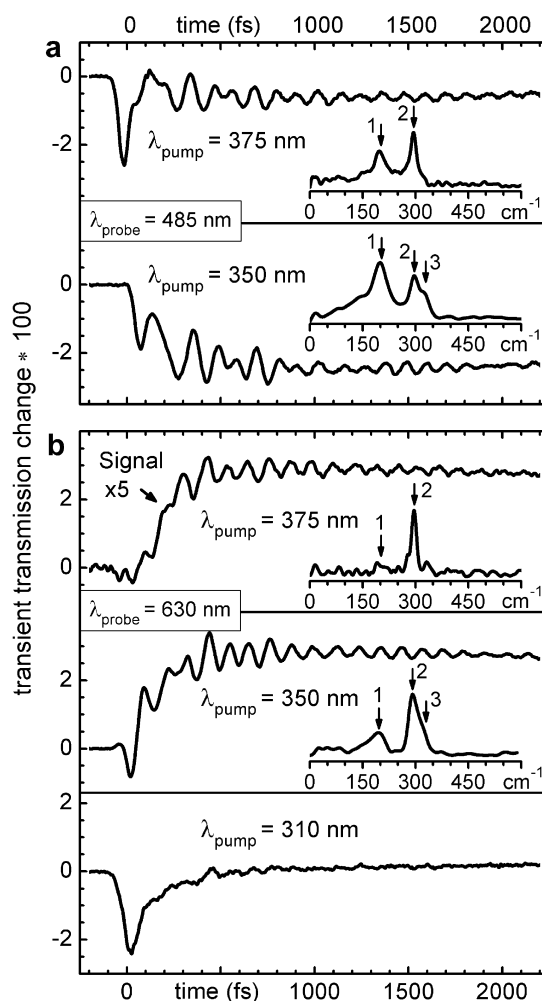 0 time (fs) 1000 2000
a
0
-2
λpump = 375 nm
1
2
0 150 300 450 cm-1
λprobe = 485 nm
0
-2
λpump = 350 nm
1
2
3
0 150 300 450 cm-1
transient transmission change * 100
b
Signal
x5
2
0
λpump = 375 nm
1
2
0 150 300 450 cm-1
λprobe = 630 nm
2
0
λpump = 350 nm
1
2
3
0 150 300 450 cm-1
2
0
-2
λpump = 310 nm
0 time (fs) 1000 2000